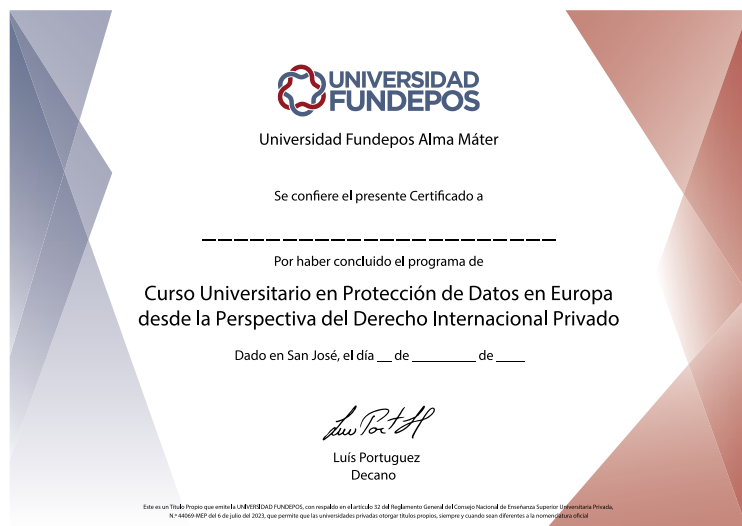 UNIVERSIDAD
FUNDEPOS
Universidad Fundepos Alma Máter
Se confiere el presente Certificado a
Por haber concluido el programa de
Curso Universitario en Protección de Datos en Europa
desde la Perspectiva del Derecho Internacional Privado
Dado en San José, el día __ de ________ de ____
Luís Portuguez
Decano
Este es un Título Propio que emite la UNIVERSIDAD FUNDEPOS, con respaldo en el artículo 32 del Reglamento General del Consejo Nacional de Enseñanza Superior Universitaria Privada,
N.º 44069-MEP del 6 de julio del 2023, que permite que las universidades privadas otorgar títulos propios, siempre y cuando sean diferentes a la nomenclatura oficial